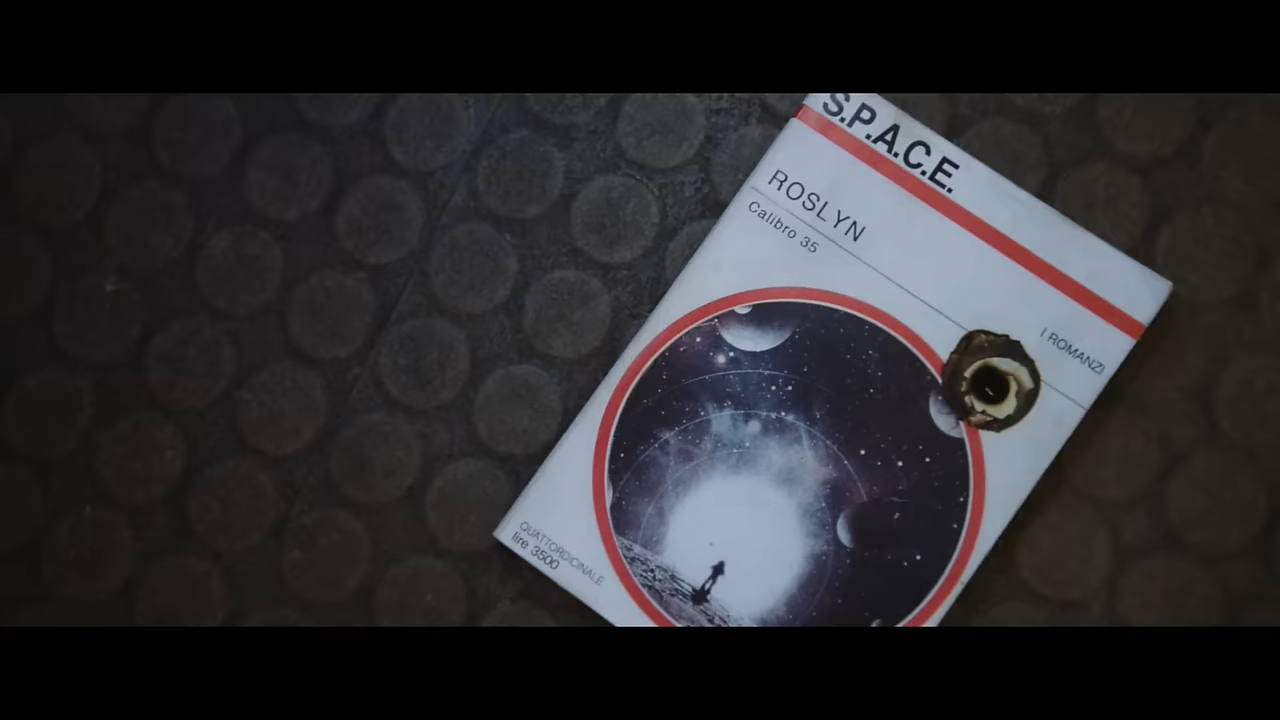 S.P.A.C.E.
ROSLYN
Calibro 35
I ROMANZI
QUATTORDICINALE
lire 3500